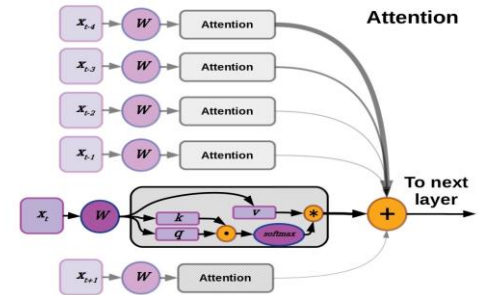 Attention
x_{t-4} W Attention
x_{t-3} W Attention
x_{t-2} W Attention
x_{t-1} W Attention
To next
layer
x_t W k q v • softmax * +
x_{t+1} W Attention